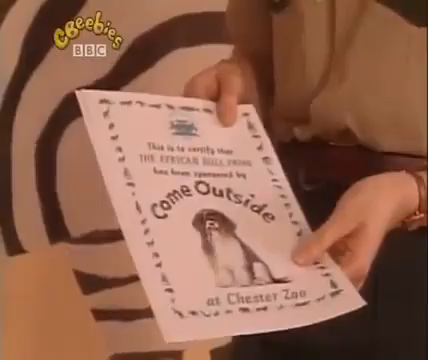 CBeebies
BBC
This is to certify that
THE AFRICAN BULL
has been sponsored by
Come Outside
at Chester Zoo